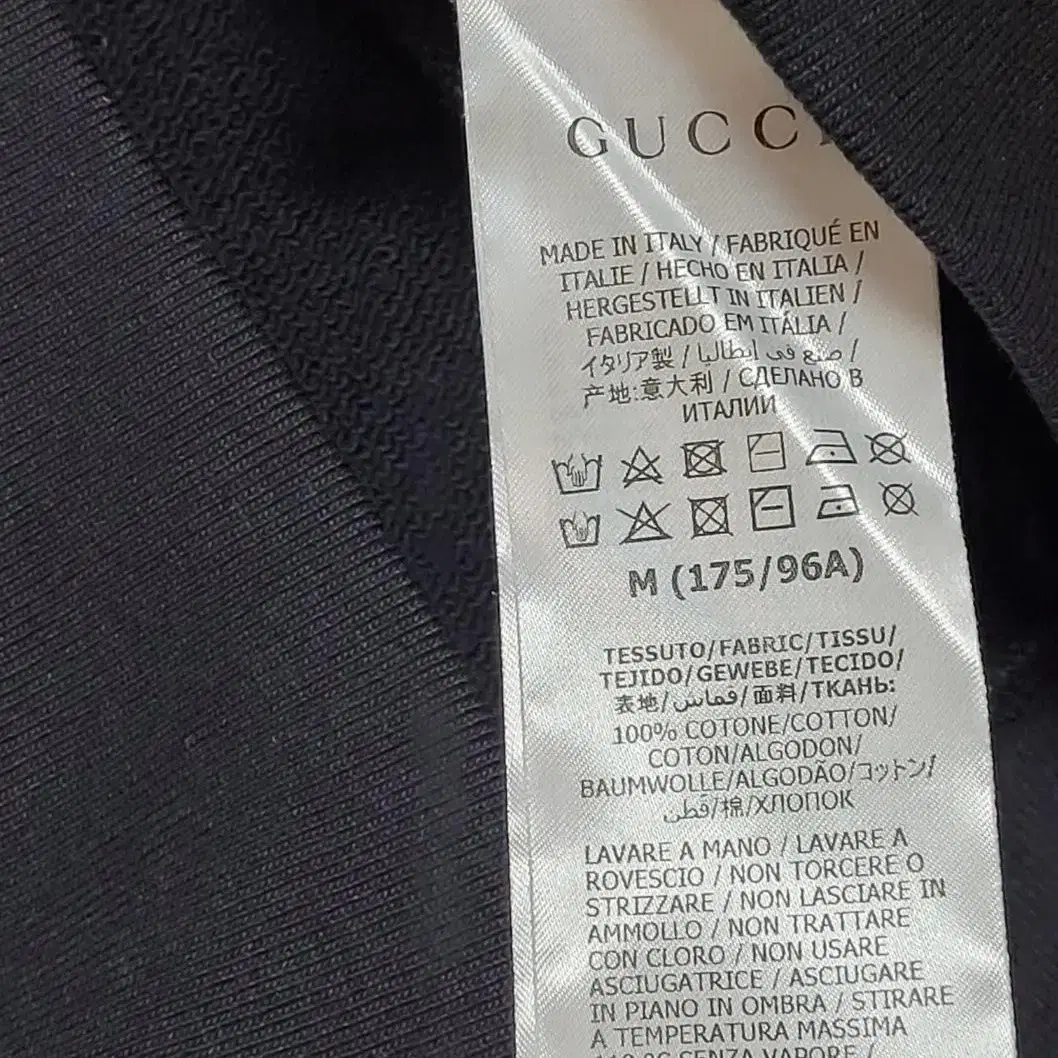 GUCCI
MADE IN ITALY / FABRIQUÉ EN
ITALIE / HECHO EN ITALIA /
HERGESTELLT IN ITALIEN /
FABRICADO EM ITÁLIA /
イタリア製 / صنع في إيطاليا /
产地:意大利 / СДЕЛАНО В
ИТАЛИИ
M (175/96A)
TESSUTO/FABRIC/TISSU/
TEJIDO/GEWEBE/TECIDO/
表地/قماش/面料/ТКАНЬ:
100% COTONE/COTTON/
COTON/ALGODON/
BAUMWOLLE/ALGODÃO/コットン/
قطن/棉/ХЛОПОК
LAVARE A MANO / LAVARE A
ROVESCIO / NON TORCERE O
STRIZZARE / NON LASCIARE IN
AMMOLLO / NON TRATTARE
CON CLORO / NON USARE
ASCIUGATRICE / ASCIUGARE
IN PIANO IN OMBRA / STIRARE
A TEMPERATURA MASSIMA
SENZA VAPORE /